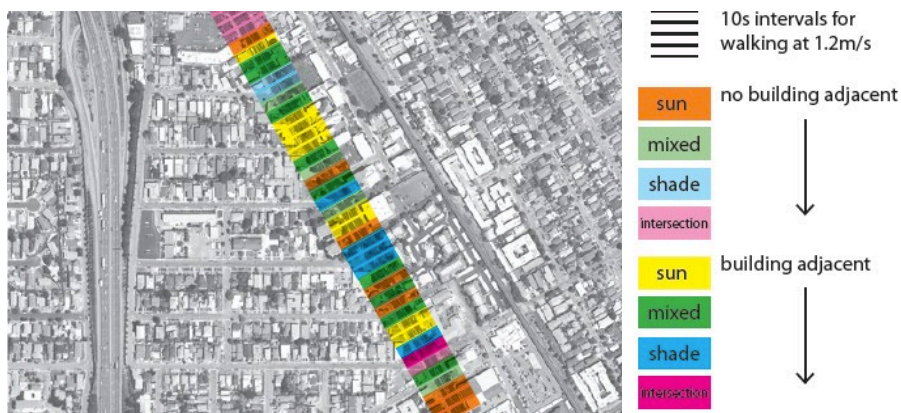 10s intervals for
walking at 1.2m/s
sun
no building adjacent
mixed
shade
intersection
sun
building adjacent
mixed
shade
intersection